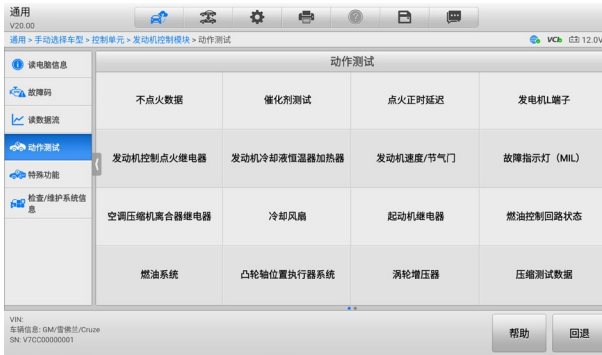 通用
V20.00
通用 > 手动选择车型 > 控制单元 > 发动机控制模块 > 动作测试
VCI 12.0V
读电脑信息
故障码
读数据流
动作测试
特殊功能
检查/维护系统信
息
动作测试
不点火数据 催化剂测试 点火正时延迟 发电机L端子
发动机控制点火继电器 发动机冷却液恒温器加热器 发动机速度/节气门 故障指示灯（MIL）
空调压缩机离合器继电器 冷却风扇 起动机继电器 燃油控制回路状态
燃油系统 凸轮轴位置执行器系统 涡轮增压器 压缩测试数据
VIN:
车辆信息: GM/雪佛兰/Cruze
SN: V7CC00000001
帮助 回退